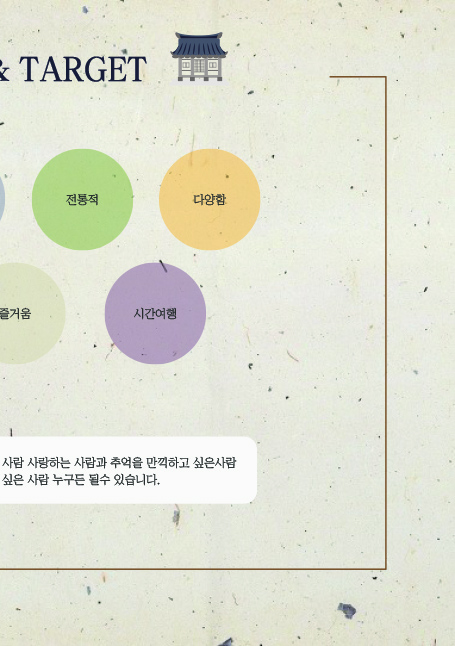 & TARGET
전통적
다양함
즐거움
시간여행
사람 사랑하는 사람과 추억을 만끽하고 싶은사람
싶은 사람 누구든 될수 있습니다.